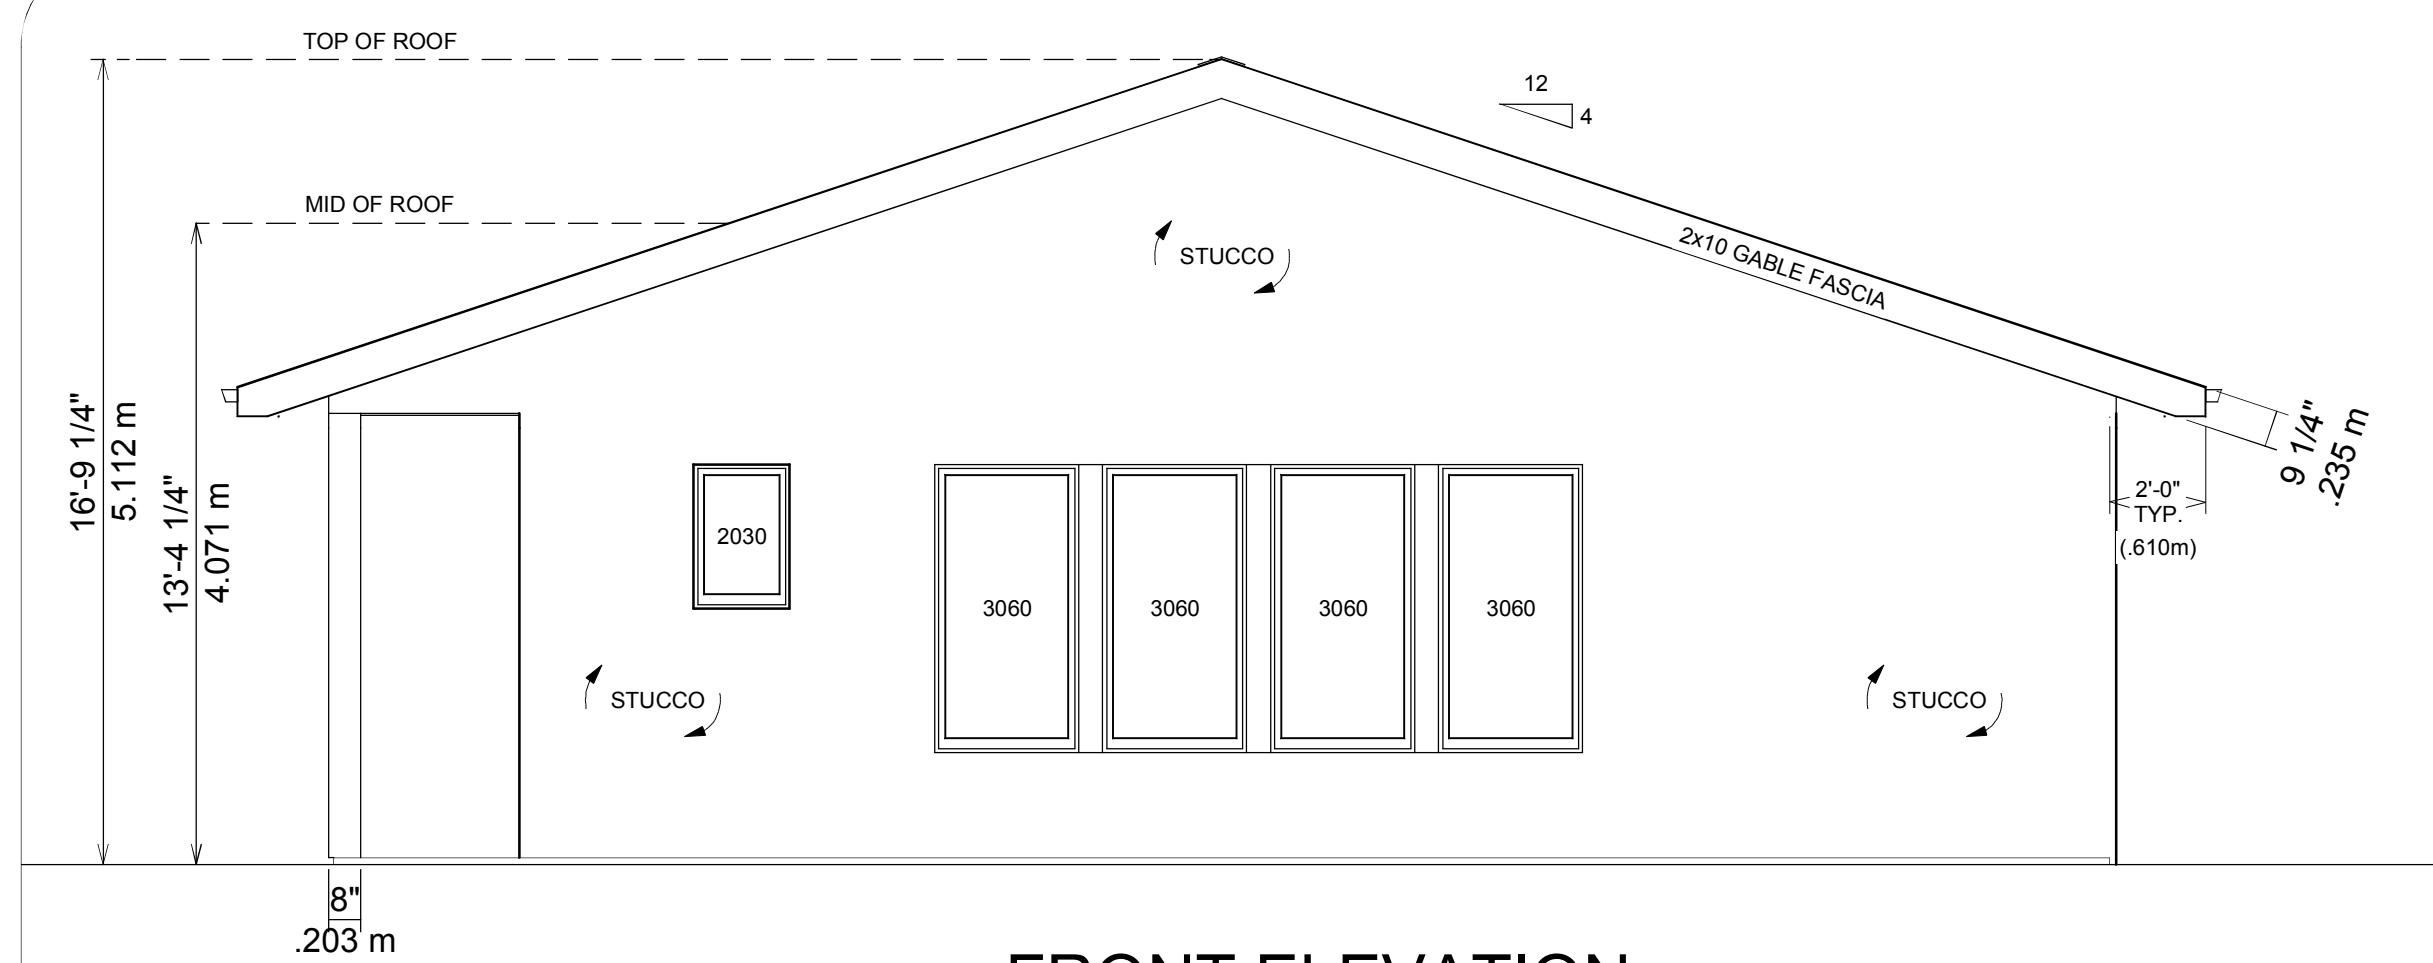 TOP OF ROOF
12
4
MID OF ROOF
STUCCO
2x10 GABLE FASCIA
16'-9 1/4"
5.112 m
13'-4 1/4"
4.071 m
9 1/4"
.235 m
2'-0"
TYP.
(.610m)
2030
3060
3060
3060
3060
STUCCO
STUCCO
8"
.203 m
FRONT ELEVATION